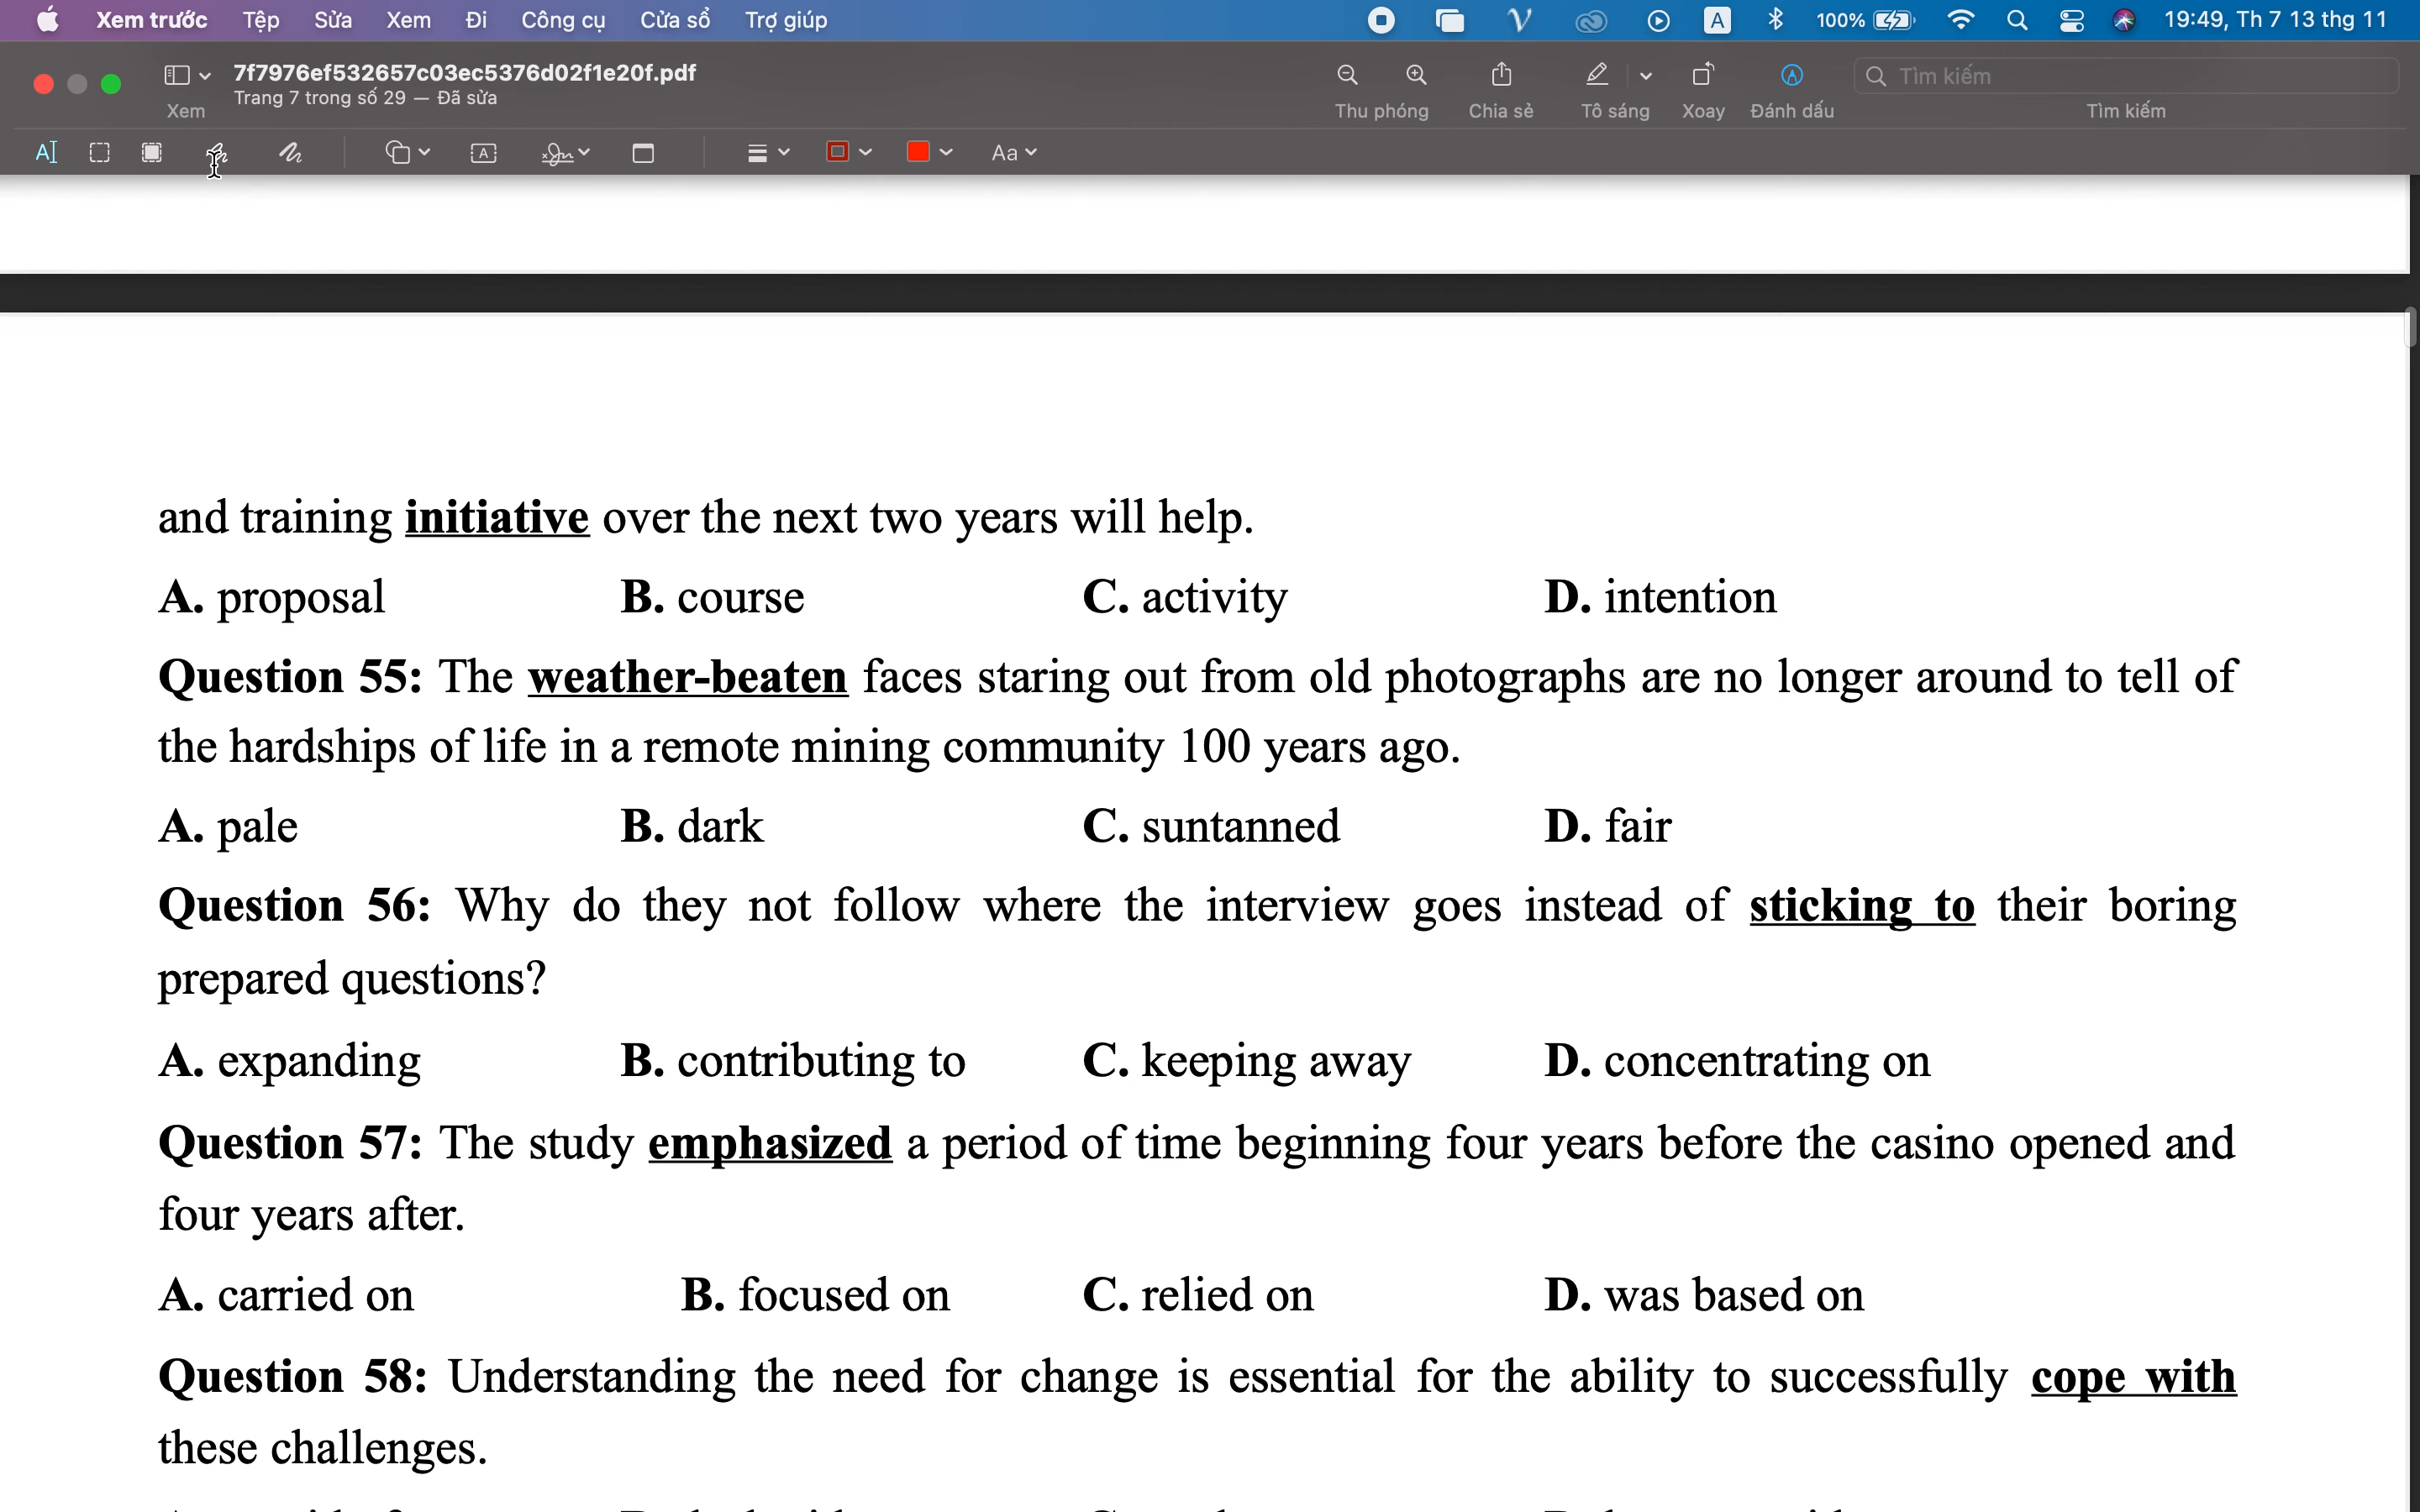 Xem trước Tệp Sửa Xem Đi Công cụ Cửa sổ Trợ giúp A 100% 19:49, Th 7 13 thg 11
7f7976ef532657c03ec5376d02f1e20f.pdf
Trang 7 trong số 29 — Đã sửa
Tìm kiếm
Xem Thu phóng Chia sẻ Tô sáng Xoay Đánh dấu Tìm kiếm
A A Aa
and training initiative over the next two years will help.
A. proposal B. course C. activity D. intention
Question 55: The weather-beaten faces staring out from old photographs are no longer around to tell of
the hardships of life in a remote mining community 100 years ago.
A. pale B. dark C. suntanned D. fair
Question 56: Why do they not follow where the interview goes instead of sticking to their boring
prepared questions?
A. expanding B. contributing to C. keeping away D. concentrating on
Question 57: The study emphasized a period of time beginning four years before the casino opened and
four years after.
A. carried on B. focused on C. relied on D. was based on
Question 58: Understanding the need for change is essential for the ability to successfully cope with
these challenges.